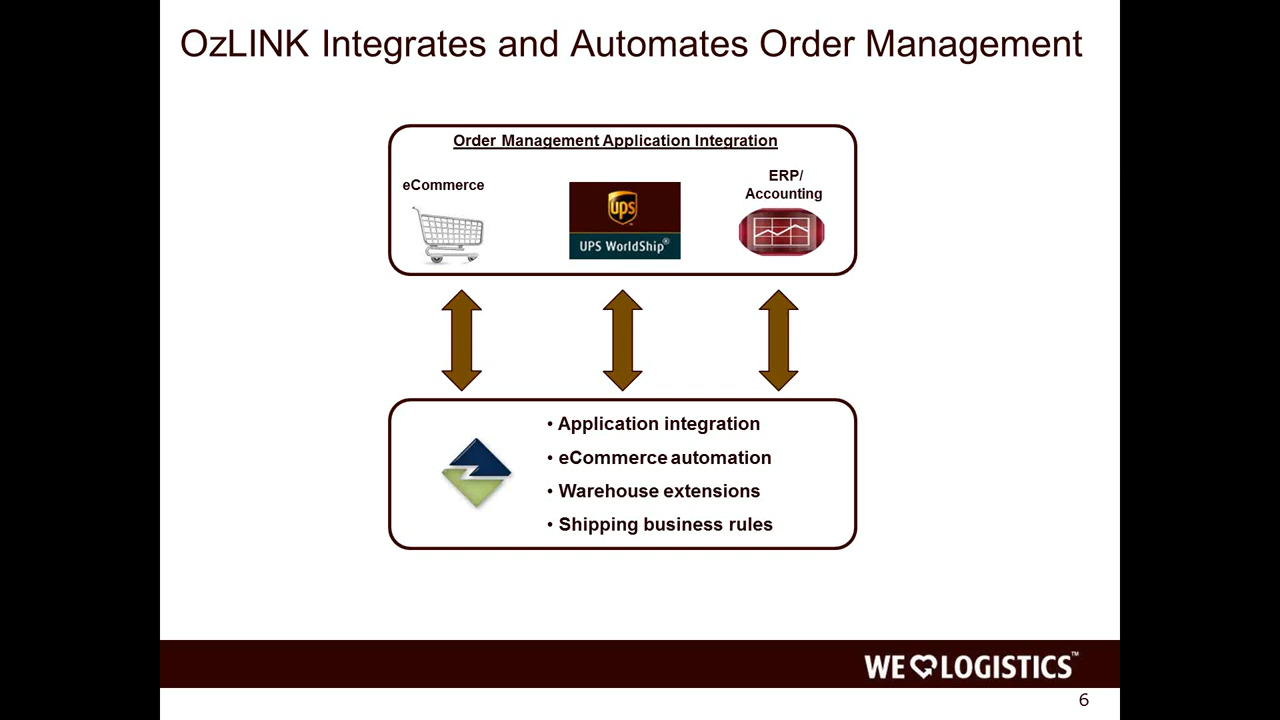 OzLINK Integrates and Automates Order Management
Order Management Application Integration
eCommerce
ups
UPS WorldShip®
ERP/
Accounting
• Application integration
• eCommerce automation
• Warehouse extensions
• Shipping business rules
WE LOGISTICS™
6